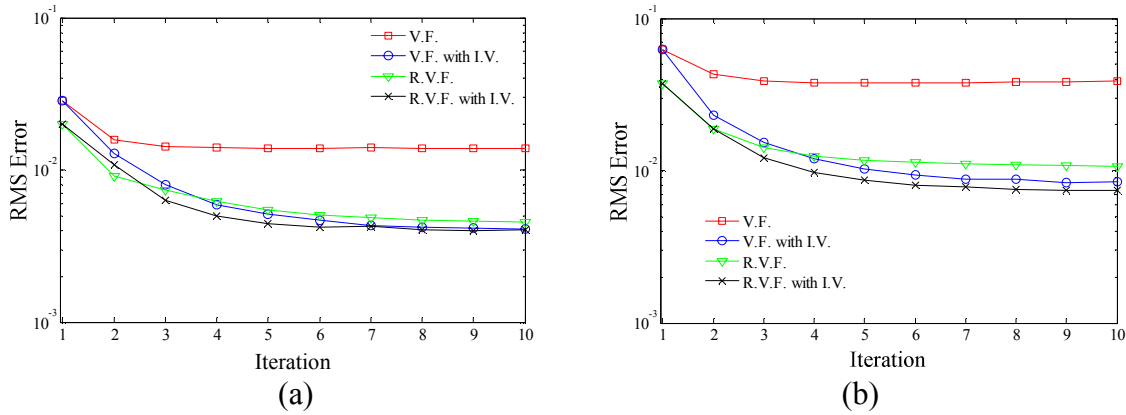 10^-1
10^-2
10^-3
RMS Error
V.F.
V.F. with I.V.
R.V.F.
R.V.F. with I.V.
1 2 3 4 5 6 7 8 9 10
Iteration
(a)
10^-1
10^-2
10^-3
RMS Error
V.F.
V.F. with I.V.
R.V.F.
R.V.F. with I.V.
1 2 3 4 5 6 7 8 9 10
Iteration
(b)